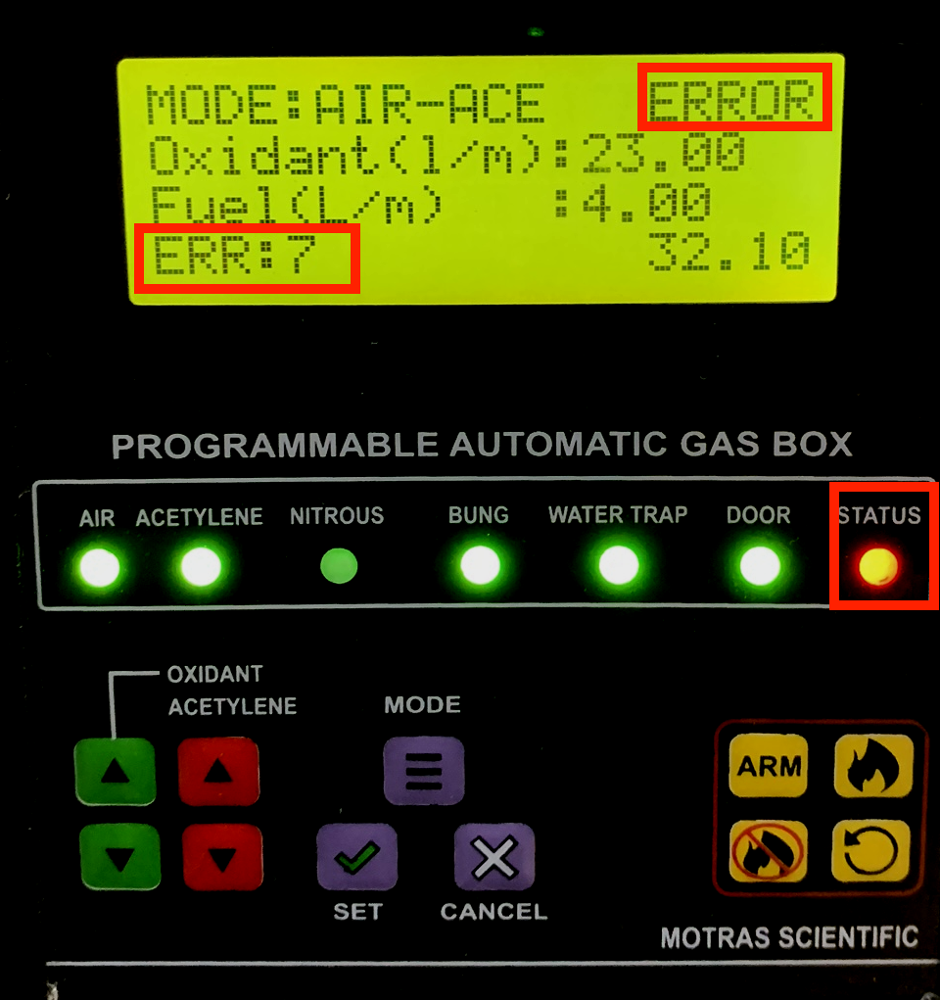 MODE:AIR-ACE ERROR
Oxidant(l/m):23.00
Fuel(L/m) :4.00
ERR:7 32.10
PROGRAMMABLE AUTOMATIC GAS BOX
AIR ACETYLENE NITROUS BUNG WATER TRAP DOOR STATUS
OXIDANT
ACETYLENE
MODE
ARM
SET CANCEL
MOTRAS SCIENTIFIC